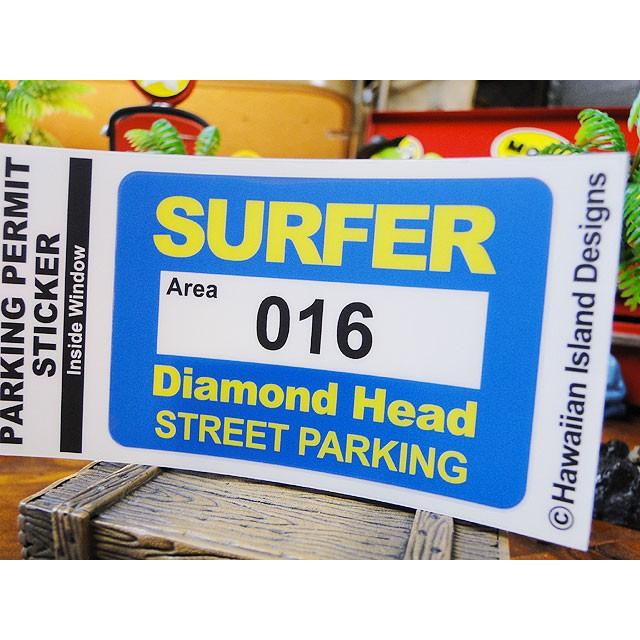 PARKING PERMIT
STICKER
Inside Window
SURFER
Area
016
Diamond Head
STREET PARKING
©Hawaiian Island Designs